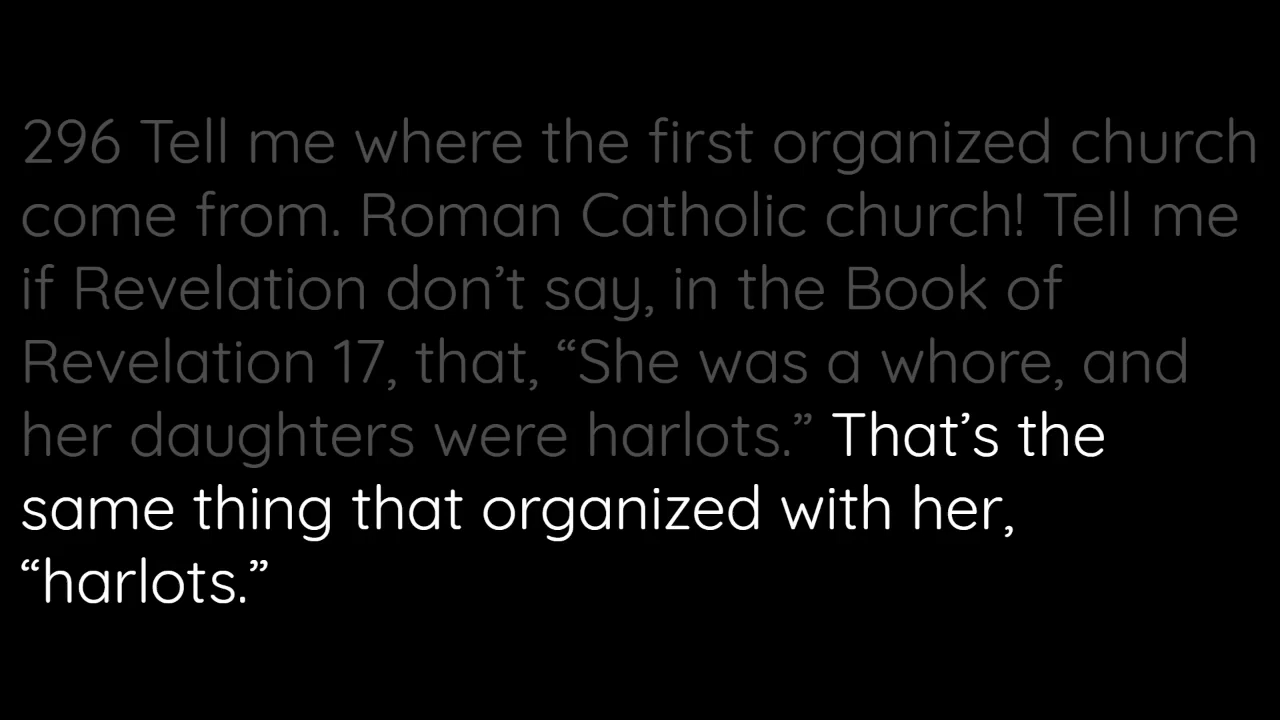 296 Tell me where the first organized church
come from. Roman Catholic church! Tell me
if Revelation don’t say, in the Book of
Revelation 17, that, “She was a whore, and
her daughters were harlots.” That’s the
same thing that organized with her,
“harlots.”